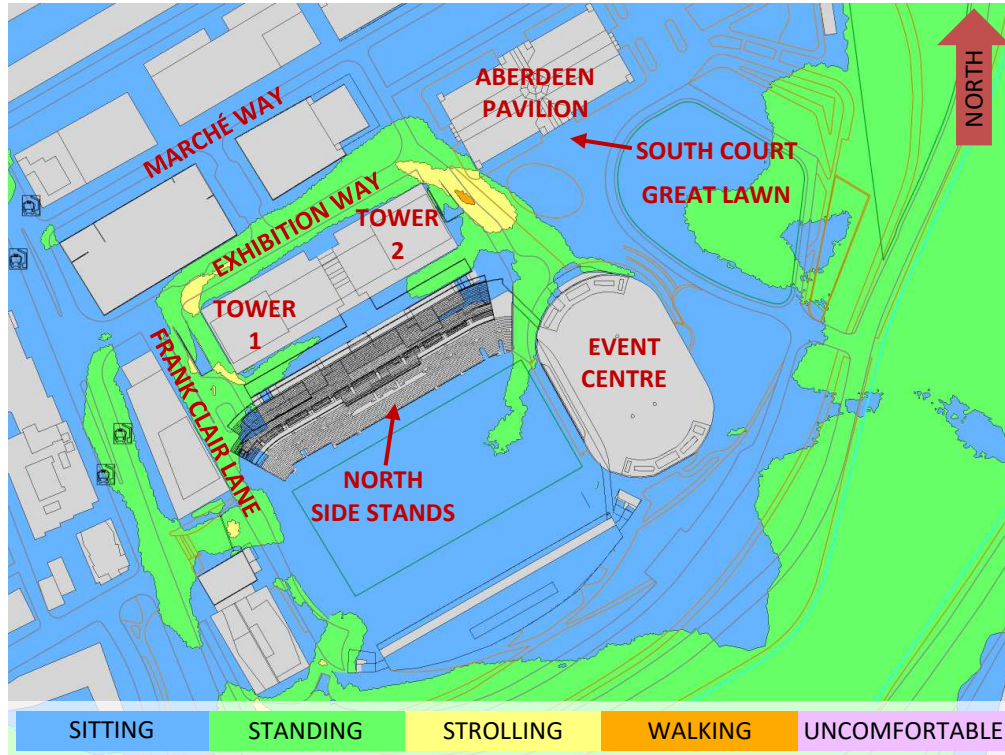 NORTH
ABERDEEN
PAVILION
MARCHÉ WAY
SOUTH COURT
GREAT LAWN
EXHIBITION WAY
TOWER
2
TOWER
1
FRANK CLAIR LANE
EVENT
CENTRE
NORTH
SIDE STANDS
SITTING
STANDING
STROLLING
WALKING
UNCOMFORTABLE